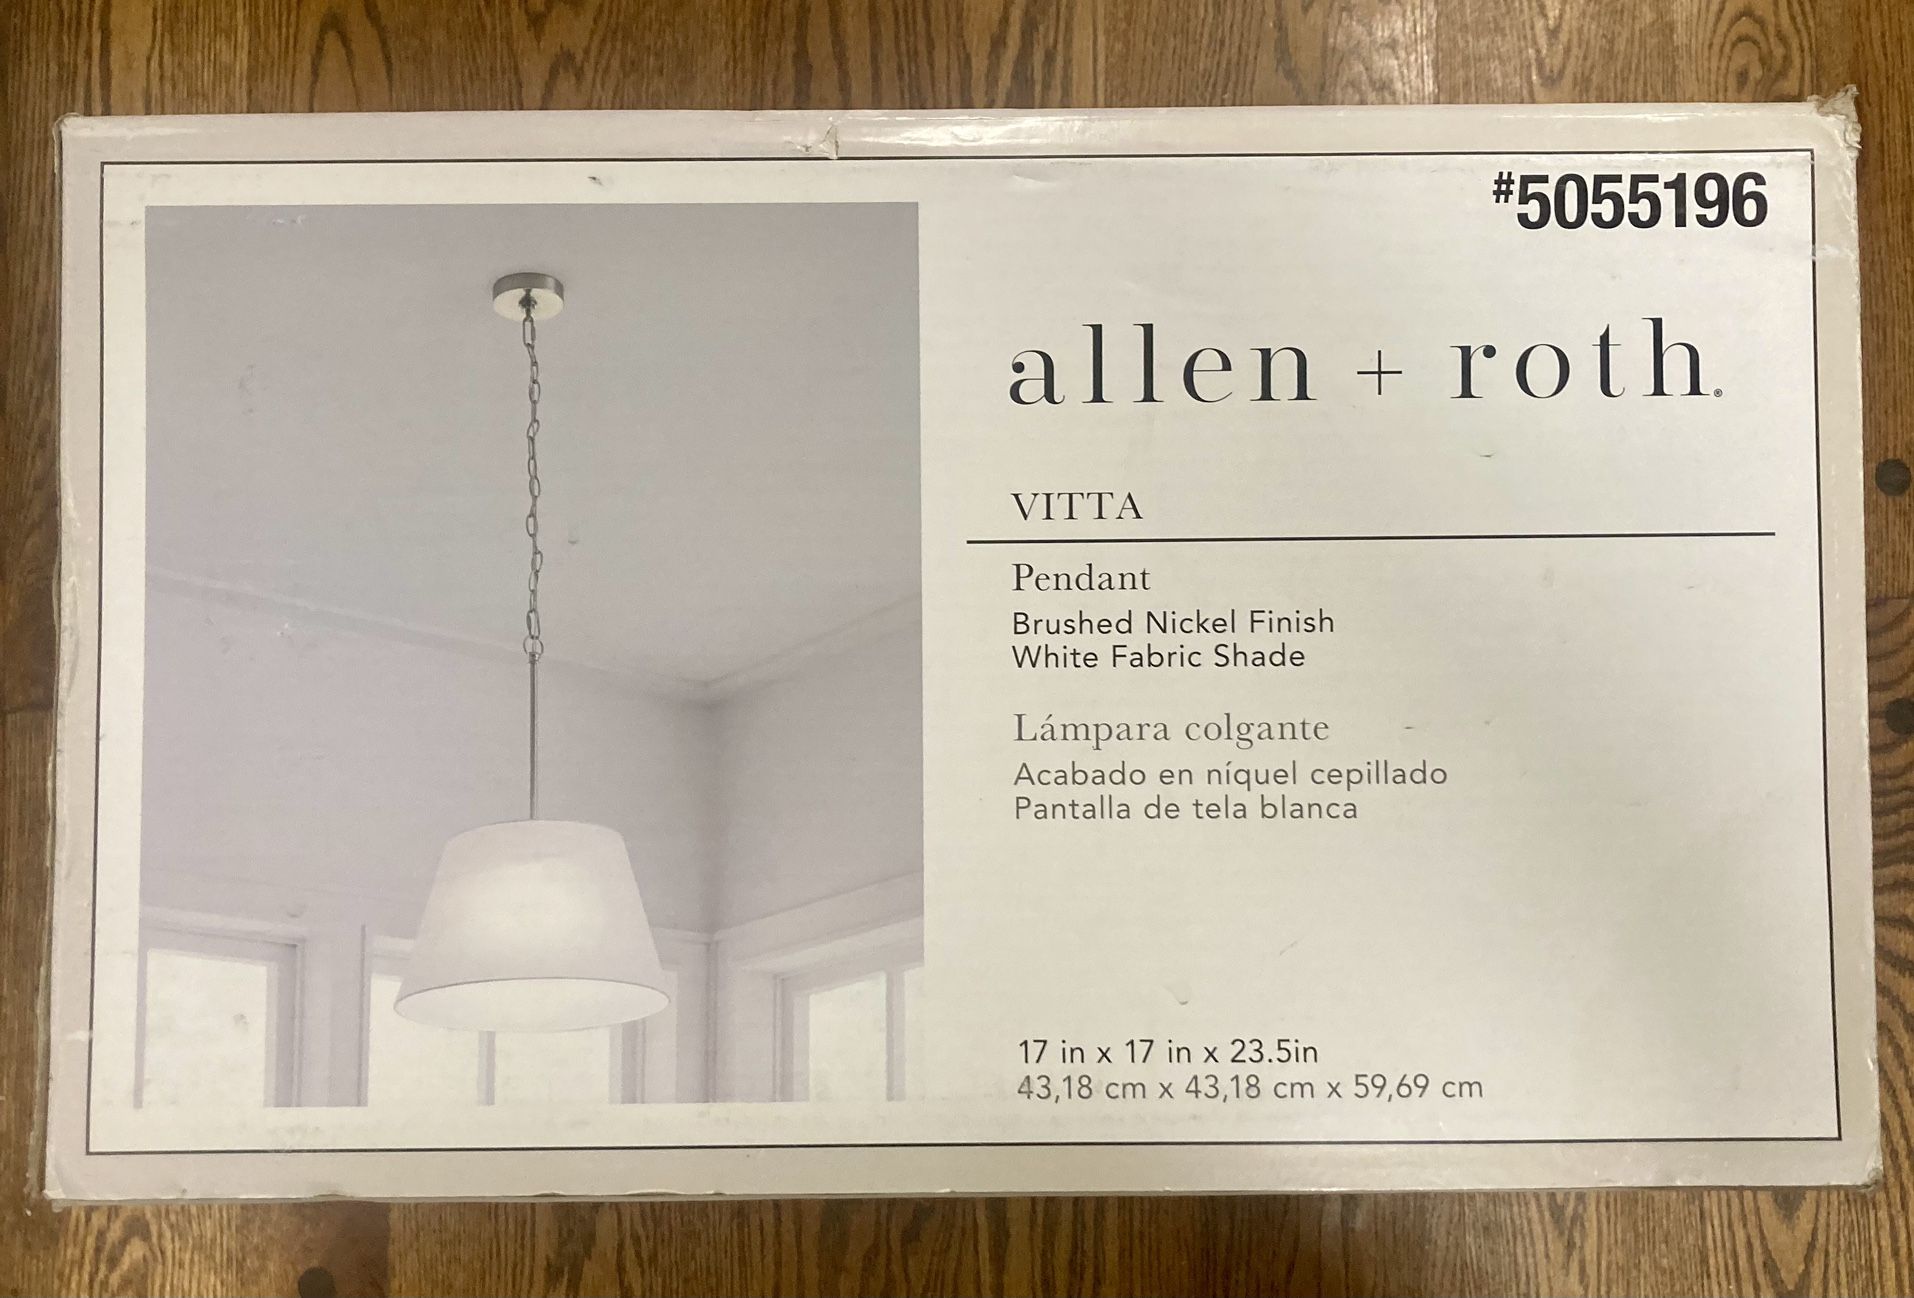 #5055196
allen + roth®
VITTA
Pendant
Brushed Nickel Finish
White Fabric Shade
Lámpara colgante
Acabado en níquel cepillado
Pantalla de tela blanca
17 in x 17 in x 23.5in
43,18 cm x 43,18 cm x 59,69 cm